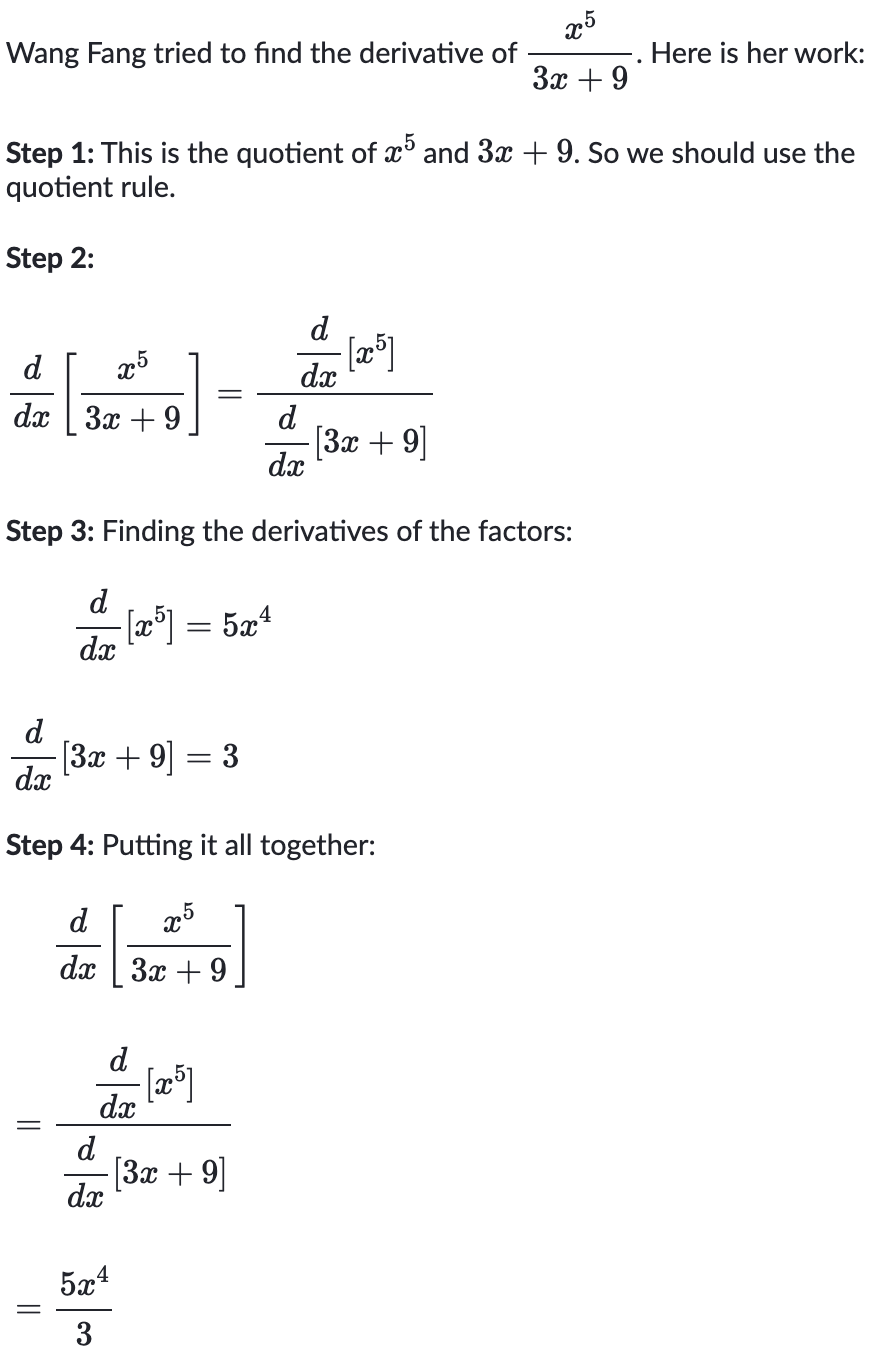 Wang Fang tried to find the derivative of $\frac{x^5}{3x+9}$. Here is her work:
Step 1: This is the quotient of $x^5$ and $3x+9$. So we should use the
quotient rule.
Step 2:
$\frac{d}{dx}\left[\frac{x^5}{3x+9}\right]=\frac{\frac{d}{dx}[x^5]}{\frac{d}{dx}[3x+9]}$
Step 3: Finding the derivatives of the factors:
$\frac{d}{dx}[x^5]=5x^4$
$\frac{d}{dx}[3x+9]=3$
Step 4: Putting it all together:
$\frac{d}{dx}\left[\frac{x^5}{3x+9}\right]$
$=\frac{\frac{d}{dx}[x^5]}{\frac{d}{dx}[3x+9]}$
$=\frac{5x^4}{3}$